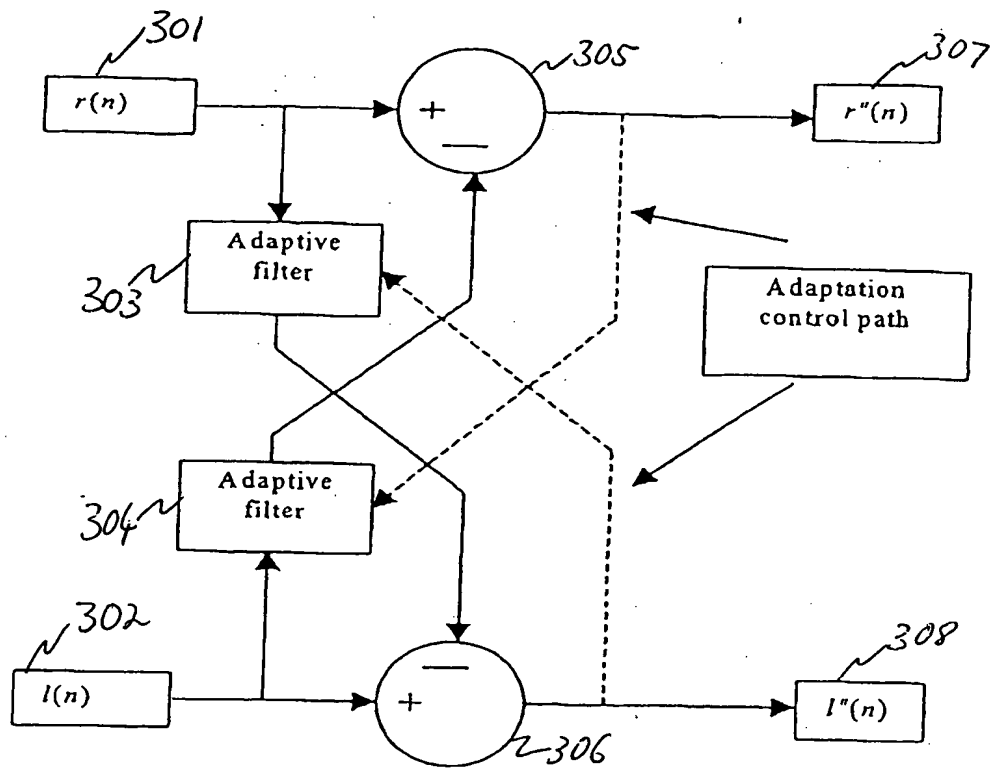 301
r(n)
+
—
305
307
r"(n)
Adaptive
filter
303
Adaptation
control path
Adaptive
filter
304
302
l(n)
—
+
306
308
l"(n)